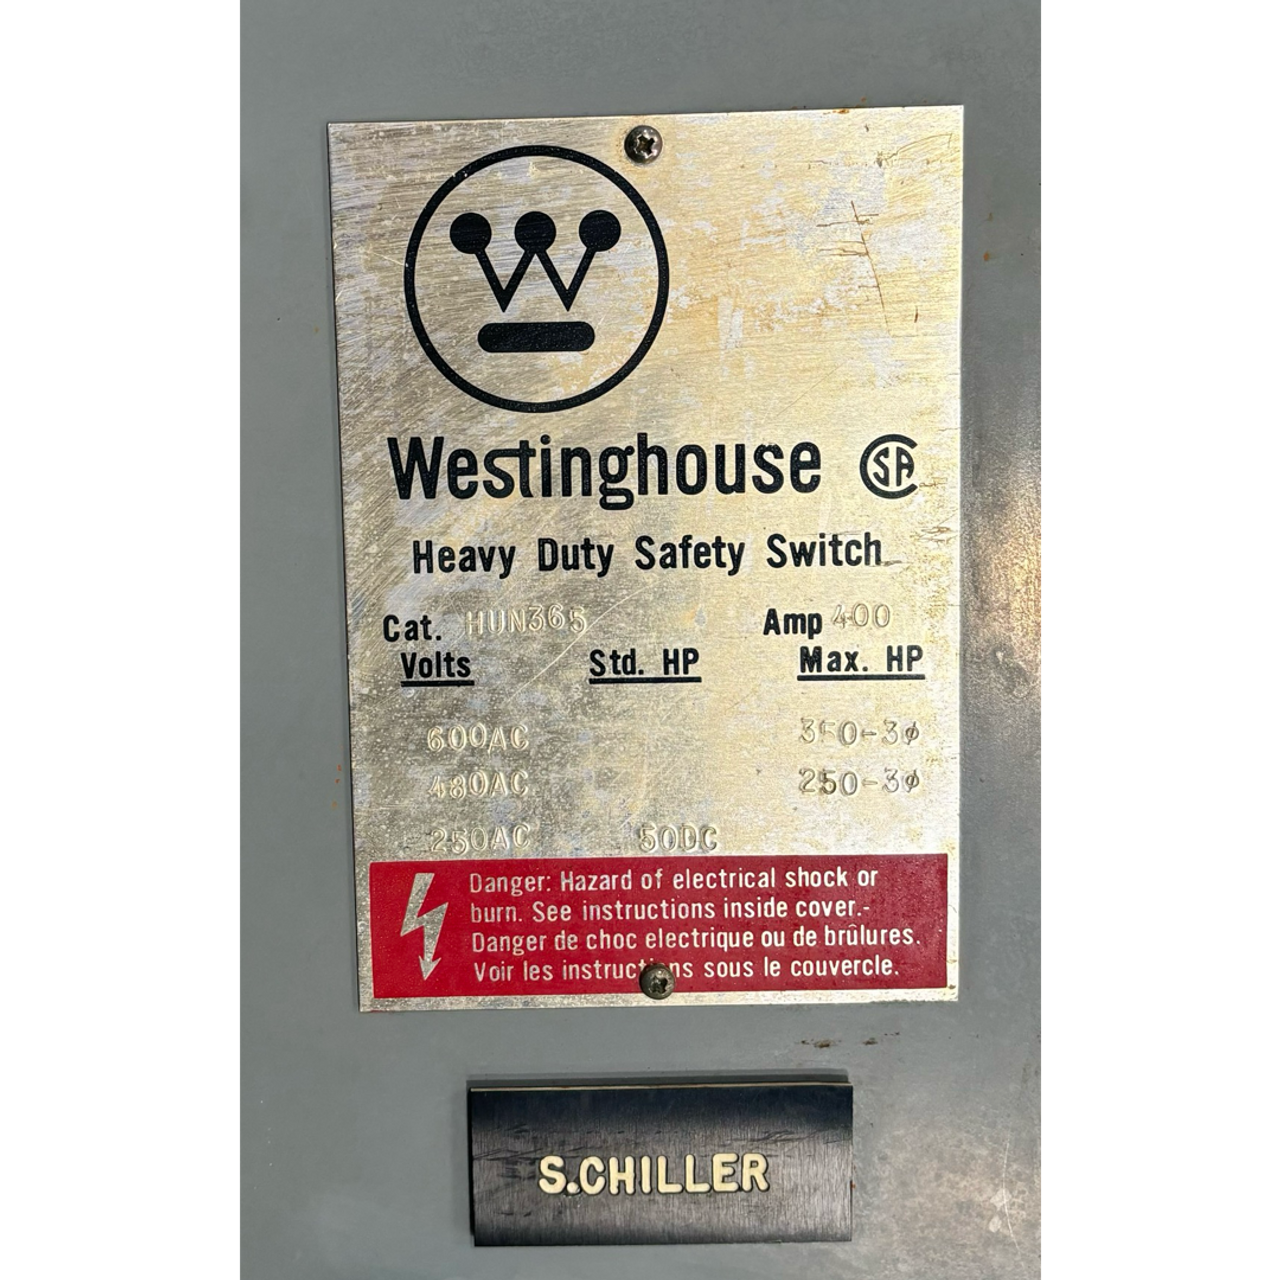 W
Westinghouse CSA
Heavy Duty Safety Switch
Cat. HUN365 Amp 400
Volts Std. HP Max. HP
600AC 350-3ø
480AC 250-3ø
250AC 50DC
Danger: Hazard of electrical shock or
burn. See instructions inside cover.-
Danger de choc electrique ou de brûlures.
Voir les instructions sous le couvercle.
S.CHILLER